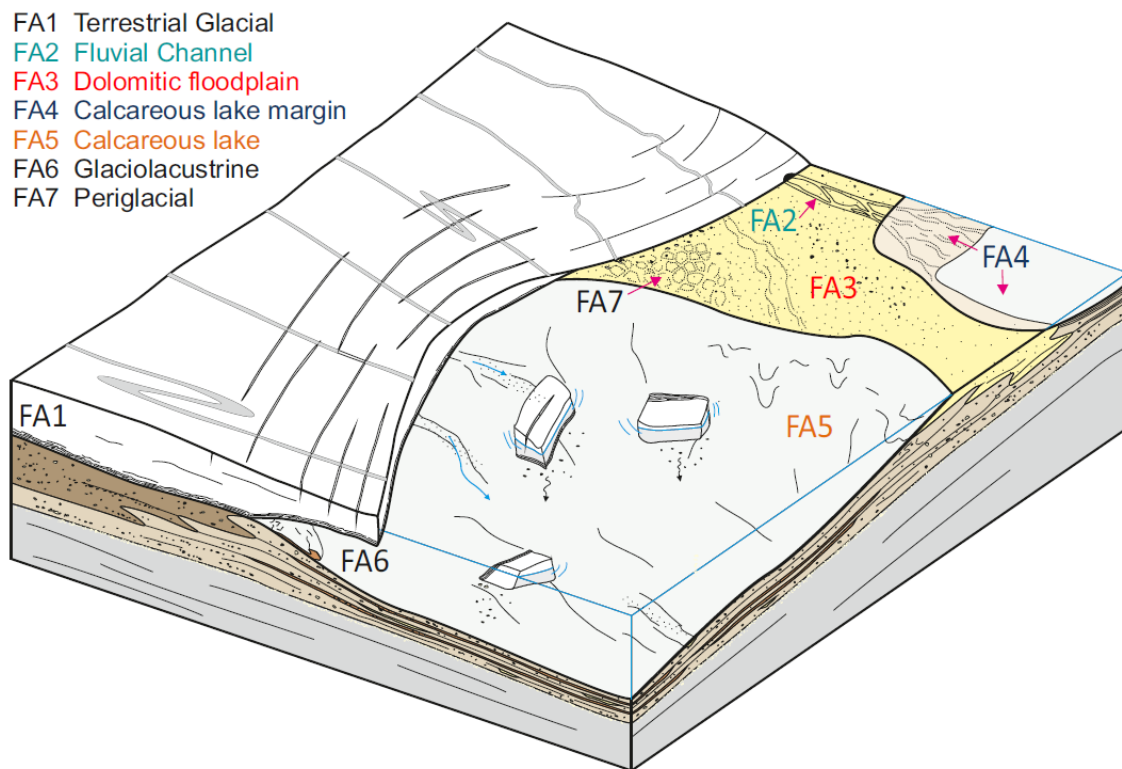 FA1 Terrestrial Glacial
FA2 Fluvial Channel
FA3 Dolomitic floodplain
FA4 Calcareous lake margin
FA5 Calcareous lake
FA6 Glaciolacustrine
FA7 Periglacial
FA2
FA4
FA3
FA7
FA1
FA5
FA6